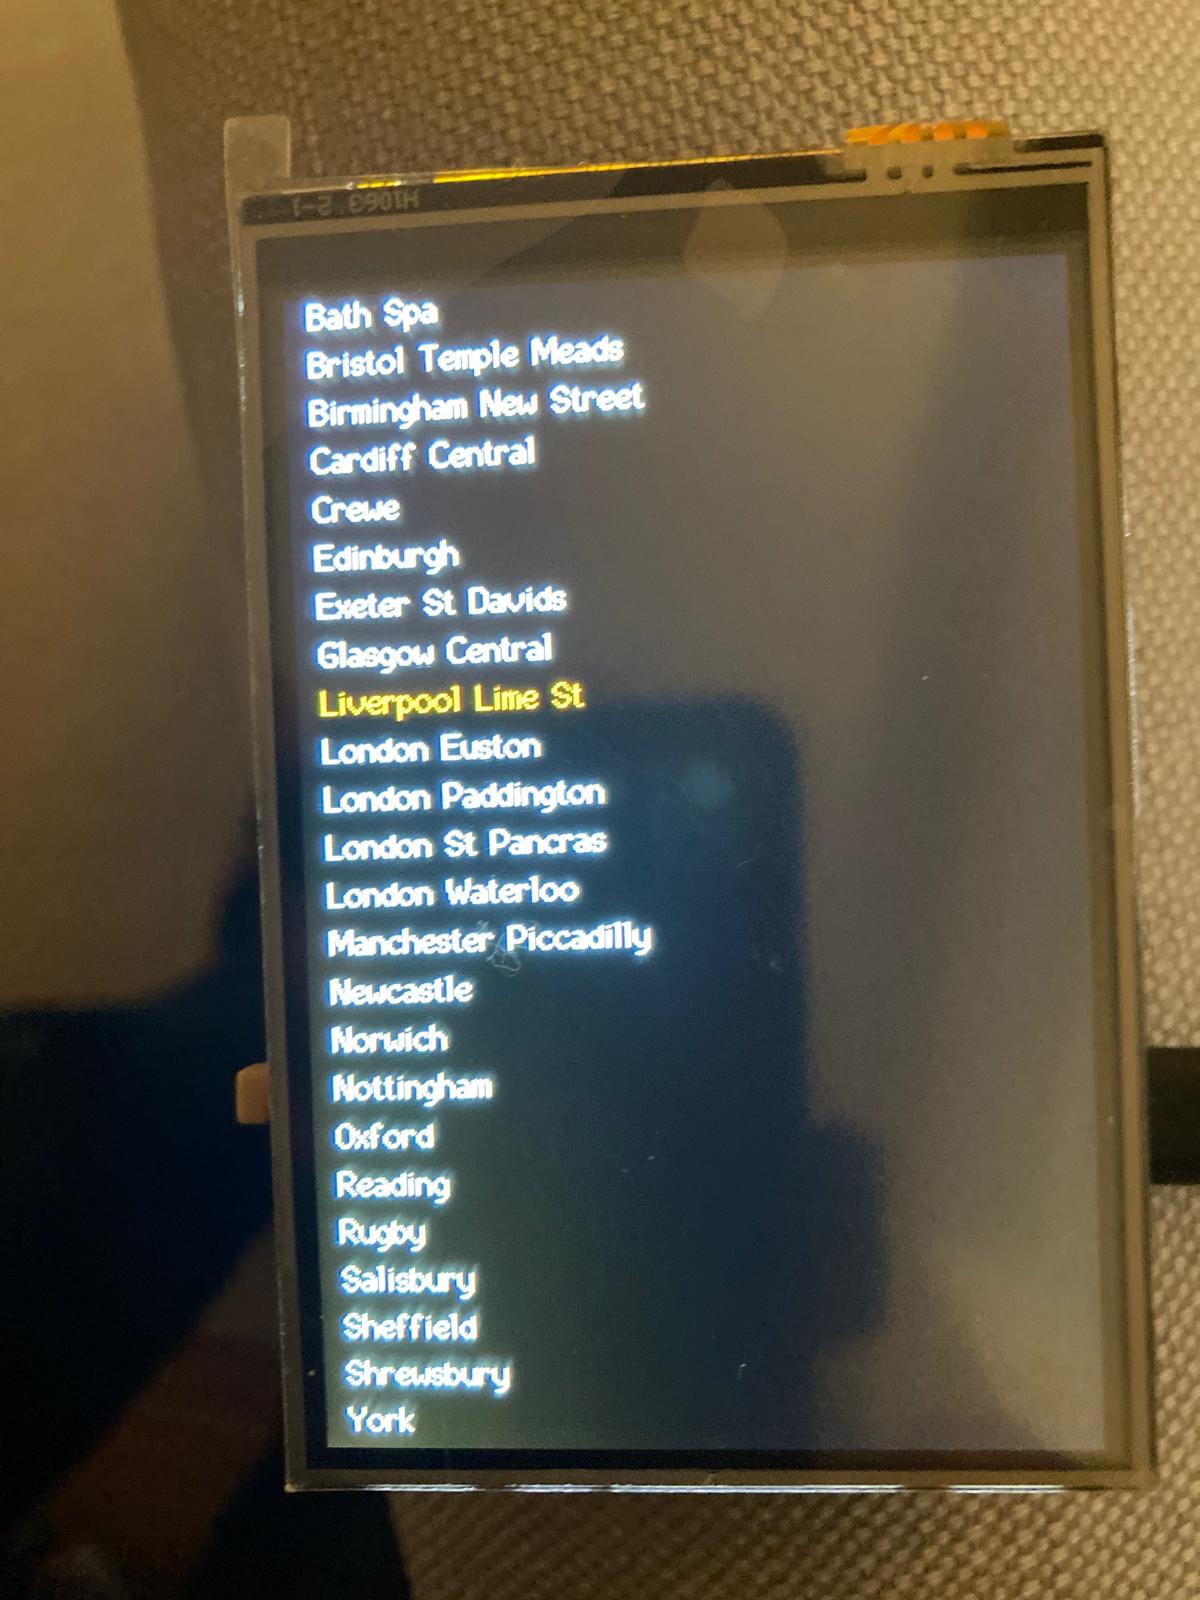 H106G 2-1
Bath Spa
Bristol Temple Meads
Birmingham New Street
Cardiff Central
Crewe
Edinburgh
Exeter St Davids
Glasgow Central
Liverpool Lime St
London Euston
London Paddington
London St Pancras
London Waterloo
Manchester Piccadilly
Newcastle
Norwich
Nottingham
Oxford
Reading
Rugby
Salisbury
Sheffield
Shrewsbury
York